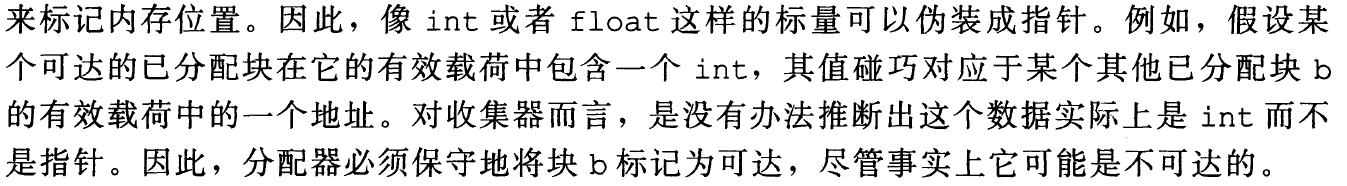 来标记内存位置。因此，像 int 或者 float 这样的标量可以伪装成指针。例如，假设某
个可达的已分配块在它的有效载荷中包含一个 int，其值碰巧对应于某个其他已分配块 b
的有效载荷中的一个地址。对收集器而言，是没有办法推断出这个数据实际上是 int 而不
是指针。因此，分配器必须保守地将块 b 标记为可达，尽管事实上它可能是不可达的。